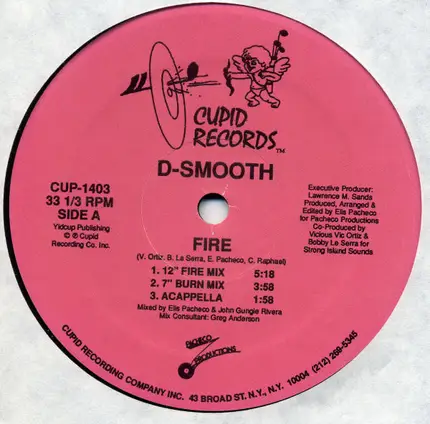 CUPID
RECORDS TM
D-SMOOTH
CUP-1403
33 1/3 RPM
SIDE A
Yidcup Publishing
© ℗ Cupid
Recording Co. Inc.
Executive Producer:
Lawrence M. Sands
Produced, Arranged &
Edited by Elis Pacheco
for Pacheco Productions
Co-Produced by
Vicious Vic Ortiz &
Bobby Le Serra for
Strong Island Sounds
FIRE
(V. Ortiz. B. La Serra, E. Pacheco, C. Raphael)
1. 12" FIRE MIX 5:18
2. 7" BURN MIX 3:58
3. ACAPPELLA 1:58
Mixed by Elis Pacheco & John Gungie Rivera
Mix Consultant: Greg Anderson
PACHECO
PRODUCTIONS
CUPID RECORDING COMPANY INC. 43 BROAD ST. N.Y., N.Y. 10004 (212) 269-5345